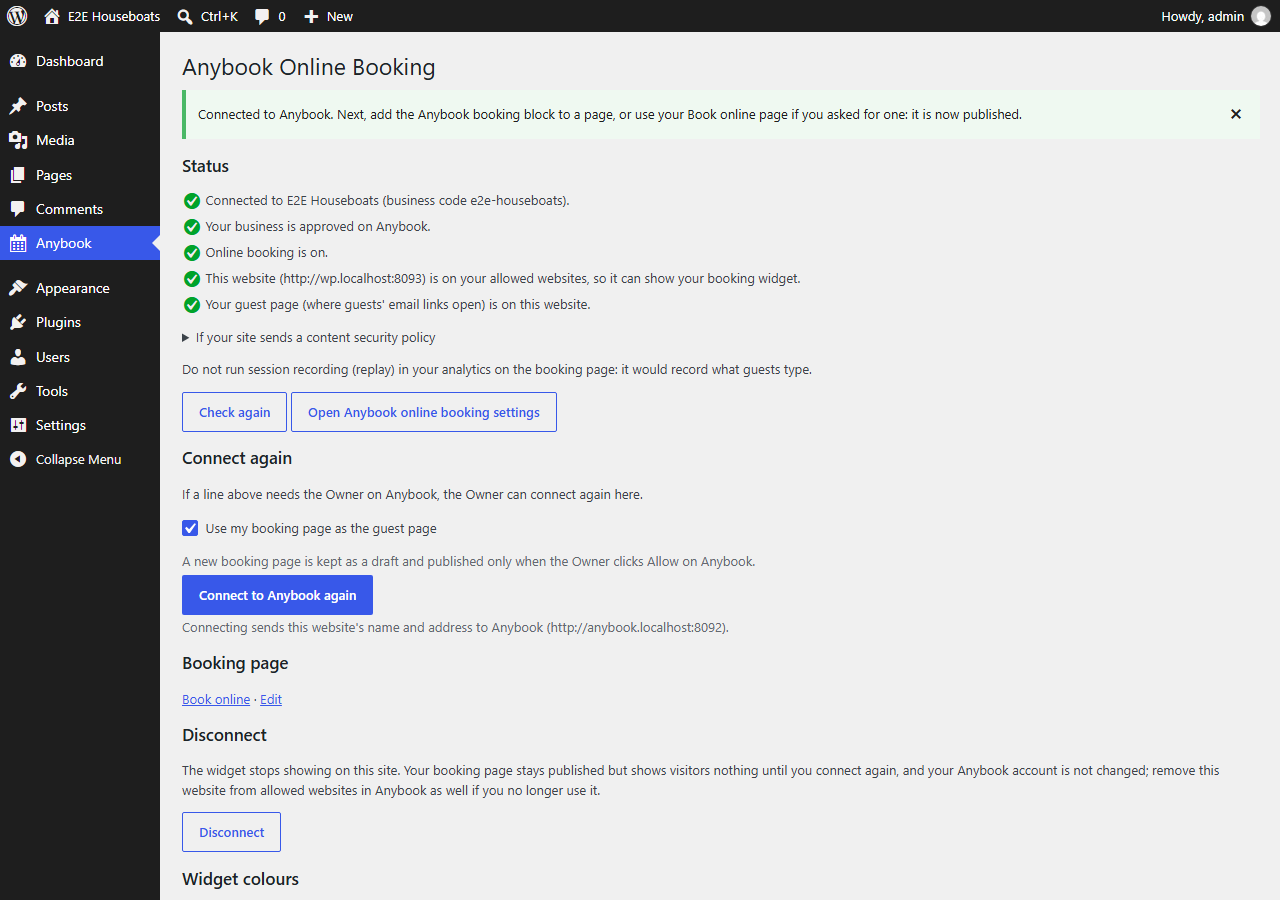 E2E Houseboats
Ctrl+K
0
New
Howdy, admin
Dashboard
Posts
Media
Pages
Comments
Anybook
Appearance
Plugins
Users
Tools
Settings
Collapse Menu
Anybook Online Booking
Connected to Anybook. Next, add the Anybook booking block to a page, or use your Book online page if you asked for one: it is now published.
Status
Connected to E2E Houseboats (business code e2e-houseboats).
Your business is approved on Anybook.
Online booking is on.
This website (http://wp.localhost:8093) is on your allowed websites, so it can show your booking widget.
Your guest page (where guests' email links open) is on this website.
If your site sends a content security policy
Do not run session recording (replay) in your analytics on the booking page: it would record what guests type.
Check again
Open Anybook online booking settings
Connect again
If a line above needs the Owner on Anybook, the Owner can connect again here.
Use my booking page as the guest page
A new booking page is kept as a draft and published only when the Owner clicks Allow on Anybook.
Connect to Anybook again
Connecting sends this website's name and address to Anybook (http://anybook.localhost:8092).
Booking page
Book online · Edit
Disconnect
The widget stops showing on this site. Your booking page stays published but shows visitors nothing until you connect again, and your Anybook account is not changed; remove this
website from allowed websites in Anybook as well if you no longer use it.
Disconnect
Widget colours